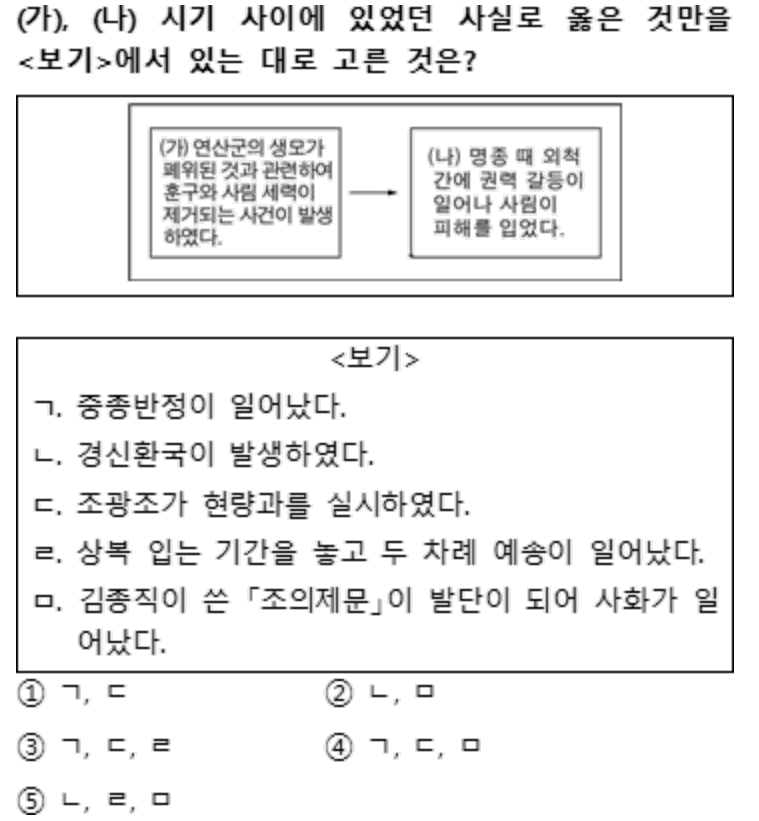 (가), (나) 시기 사이에 있었던 사실로 옳은 것만을
<보기>에서 있는 대로 고른 것은?
(가) 연산군의 생모가
폐위된 것과 관련하여
훈구와 사림 세력이
제거되는 사건이 발생
하였다.
(나) 명종 때 외척
간에 권력 갈등이
일어나 사림이
피해를 입었다.
<보기>
ㄱ. 중종반정이 일어났다.
ㄴ. 경신환국이 발생하였다.
ㄷ. 조광조가 현량과를 실시하였다.
ㄹ. 상복 입는 기간을 놓고 두 차례 예송이 일어났다.
ㅁ. 김종직이 쓴 「조의제문」이 발단이 되어 사화가 일
어났다.
① ㄱ, ㄷ ② ㄴ, ㅁ
③ ㄱ, ㄷ, ㄹ ④ ㄱ, ㄷ, ㅁ
⑤ ㄴ, ㄹ, ㅁ